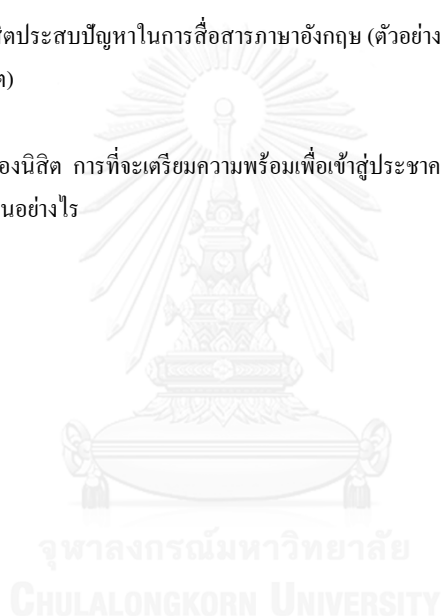 สิตประสบปัญหาในการสื่อสารภาษาอังกฤษ (ตัวอย่าง
ต)
องนิสิต การที่จะเตรียมความพร้อมเพื่อเข้าสู่ประชาค
นอย่างไร
จุฬาลงกรณ์มหาวิทยาลัย
CHULALONGKORN UNIVERSITY